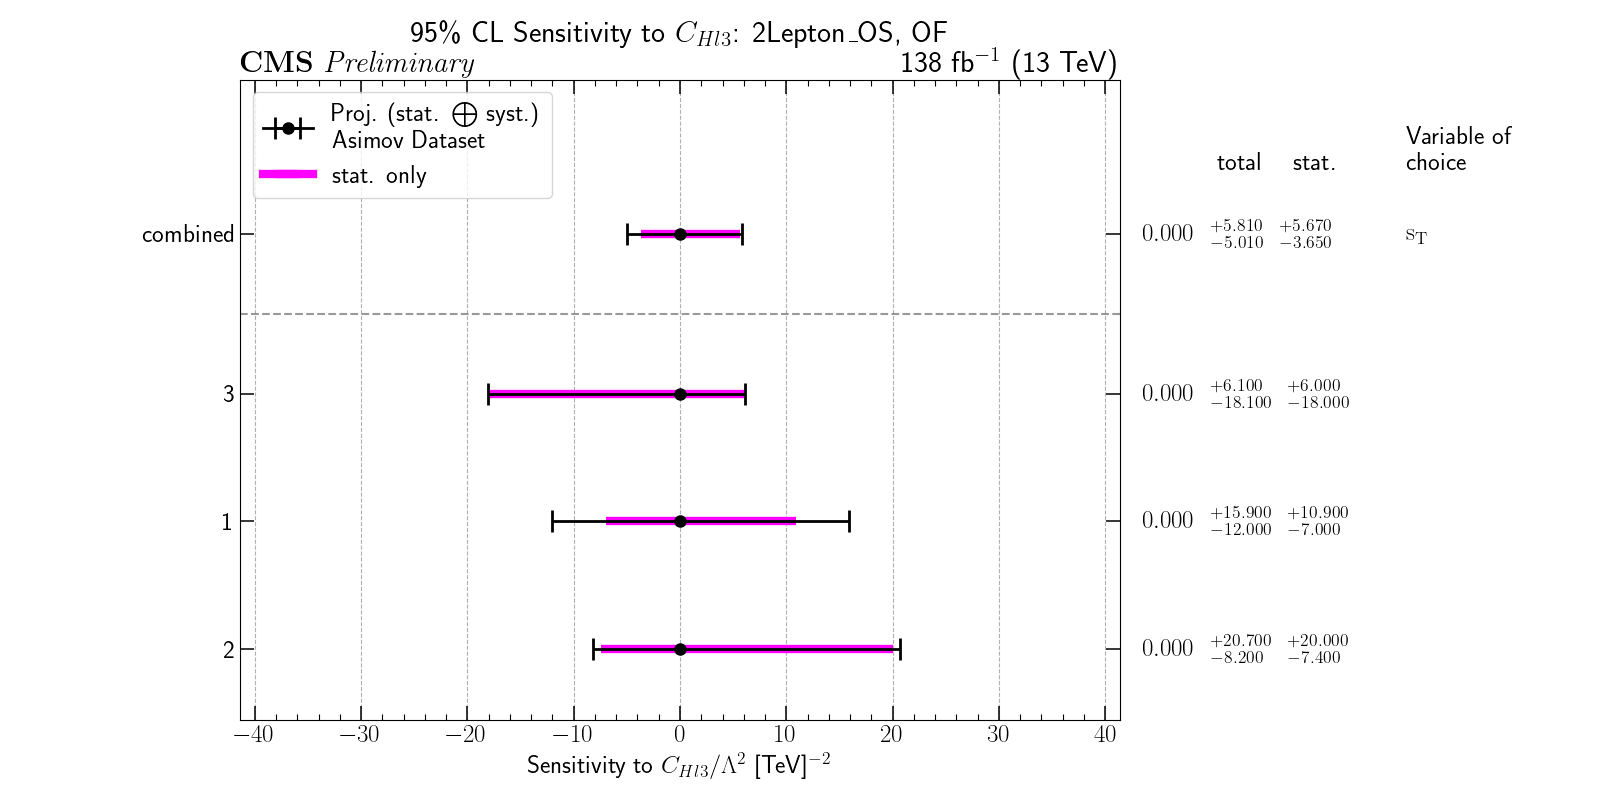 95% CL Sensitivity to C_{Hl3}: 2Lepton_OS, OF
CMS Preliminary 138 fb^{−1} (13 TeV)
Proj. (stat. ⨁ syst.)
Asimov Dataset
stat. only
total stat. Variable of
choice
combined 0.000 +5.810 −5.010 +5.670 −3.650 s_T
3 0.000 +6.100 −18.100 +6.000 −18.000
1 0.000 +15.900 −12.000 +10.900 −7.000
2 0.000 +20.700 −8.200 +20.000 −7.400
−40 −30 −20 −10 0 10 20 30 40
Sensitivity to C_{Hl3}/Λ^2 [TeV]^{−2}